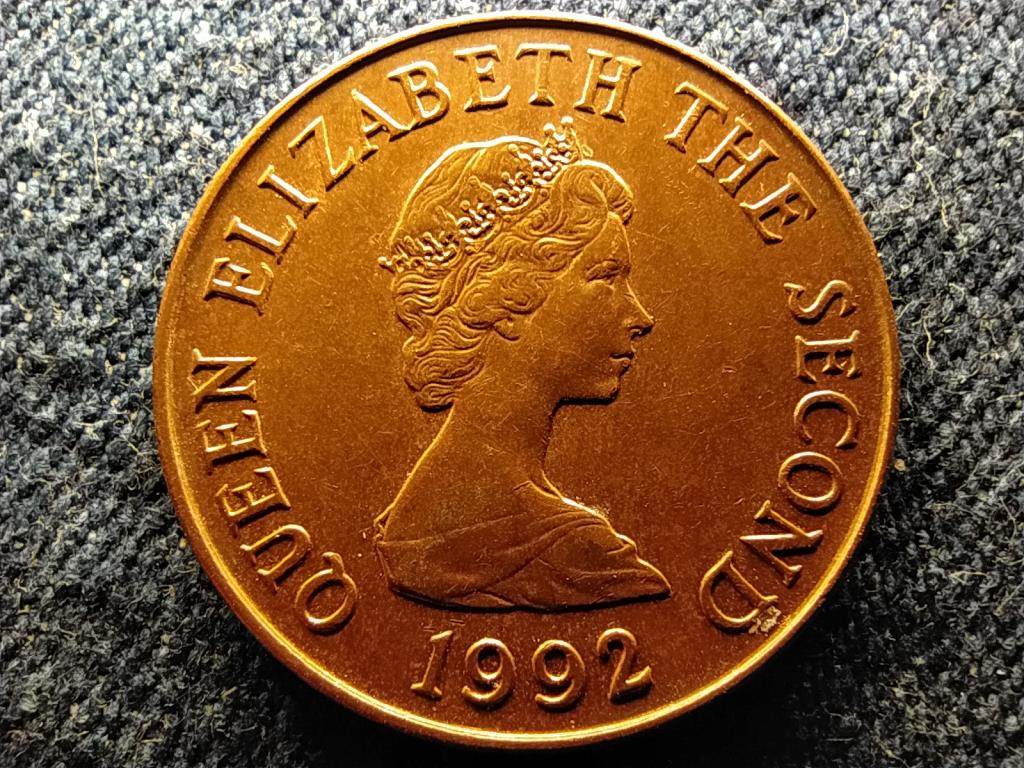 QUEEN ELIZABETH THE SECOND
1992